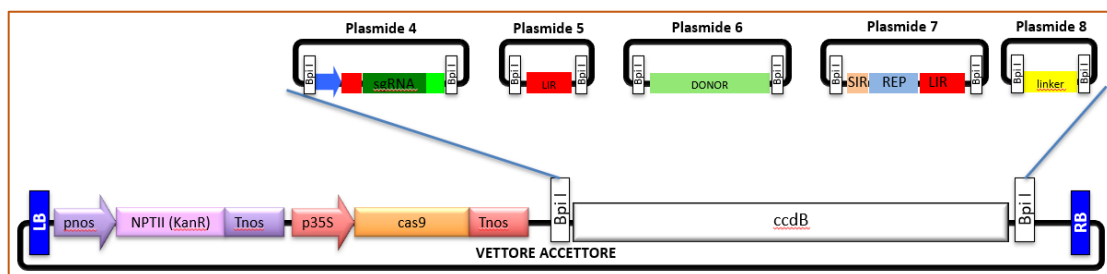 Plasmide 4 Plasmide 5 Plasmide 6 Plasmide 7 Plasmide 8
Bpi I sgRNA Bpi I Bpi I LIR Bpi I Bpi I DONOR Bpi I Bpi I SIR REP LIR Bpi I Bpi I linker Bpi I
LB pnos NPTII (KanR) Tnos p35S cas9 Tnos Bpi I ccdB Bpi I RB
VETTORE ACCETTORE